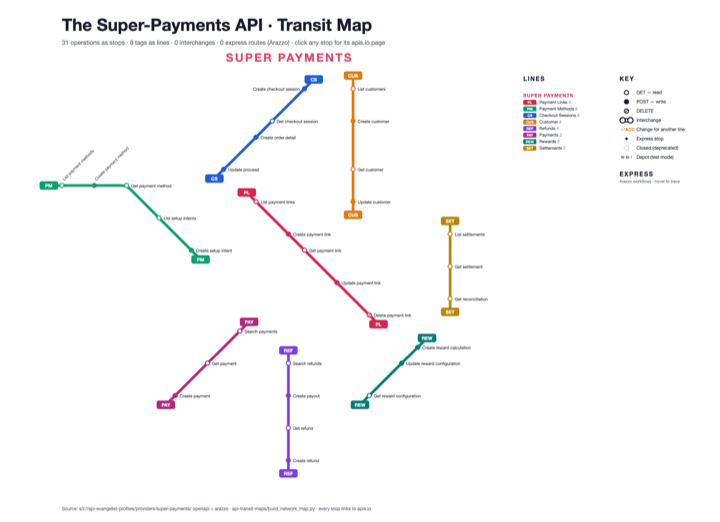 The Super-Payments API · Transit Map
31 operations as stops · 8 tags as lines · 0 interchanges · 0 express routes (Arazzo) · click any stop for its apis.io page
SUPER PAYMENTS
CS
CUS
Create checkout session
List customers
Get checkout session
Create customer
Create order detail
List payment methods
Create payment method
Update proceed
Get customer
CS
PM
Get payment method
PL
List payment links
Update customer
CUS
List setup intents
SET
Create payment link
List settlements
Create setup intent
Get payment link
PM
Get settlement
Update payment link
Get reconciliation
SET
Delete payment link
PAY
PL
Search payments
REW
REF
Create reward calculation
Get payment
Search refunds
Update reward configuration
Create payment
Create payout
Get reward configuration
PAY
REW
Get refund
Create refund
REF
LINES
SUPER PAYMENTS
PL Payment Links 5
PM Payment Methods 5
CS Checkout Sessions 4
CUS Customer 4
REF Refunds 4
PAY Payments 3
REW Rewards 3
SET Settlements 3
KEY
GET — read
POST — write
DELETE
Interchange
Change for another line
Express stop
Closed (deprecated)
Depot (test mode)
EXPRESS
Arazzo workflows · hover to trace
Source: s3://api-evangelist-profiles/providers/super-payments/ openapi + arazzo · api-transit-maps/build_network_map.py · every stop links to apis.io